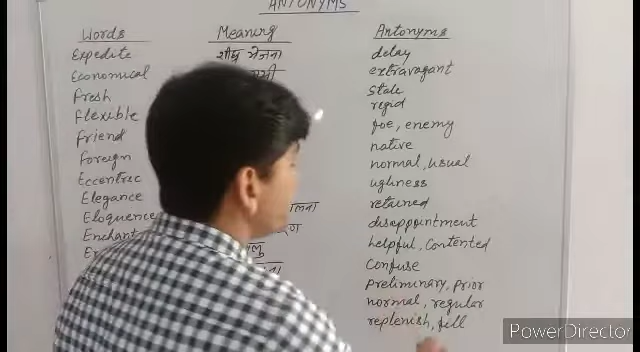 ANTONYMS
Words Meaning Antonyms
Expedite शीघ्र भेजना delay
Economical extravagant
Fresh stale
Flexible regid
Friend foe, enemy
Foreign native
Eccentric normal, usual
Elegance ugliness
Eloquence retained
Enchant disappointment
helpful, Contented
Confuse
preliminary, prior
normal, regular
replenish, fill
PowerDirector